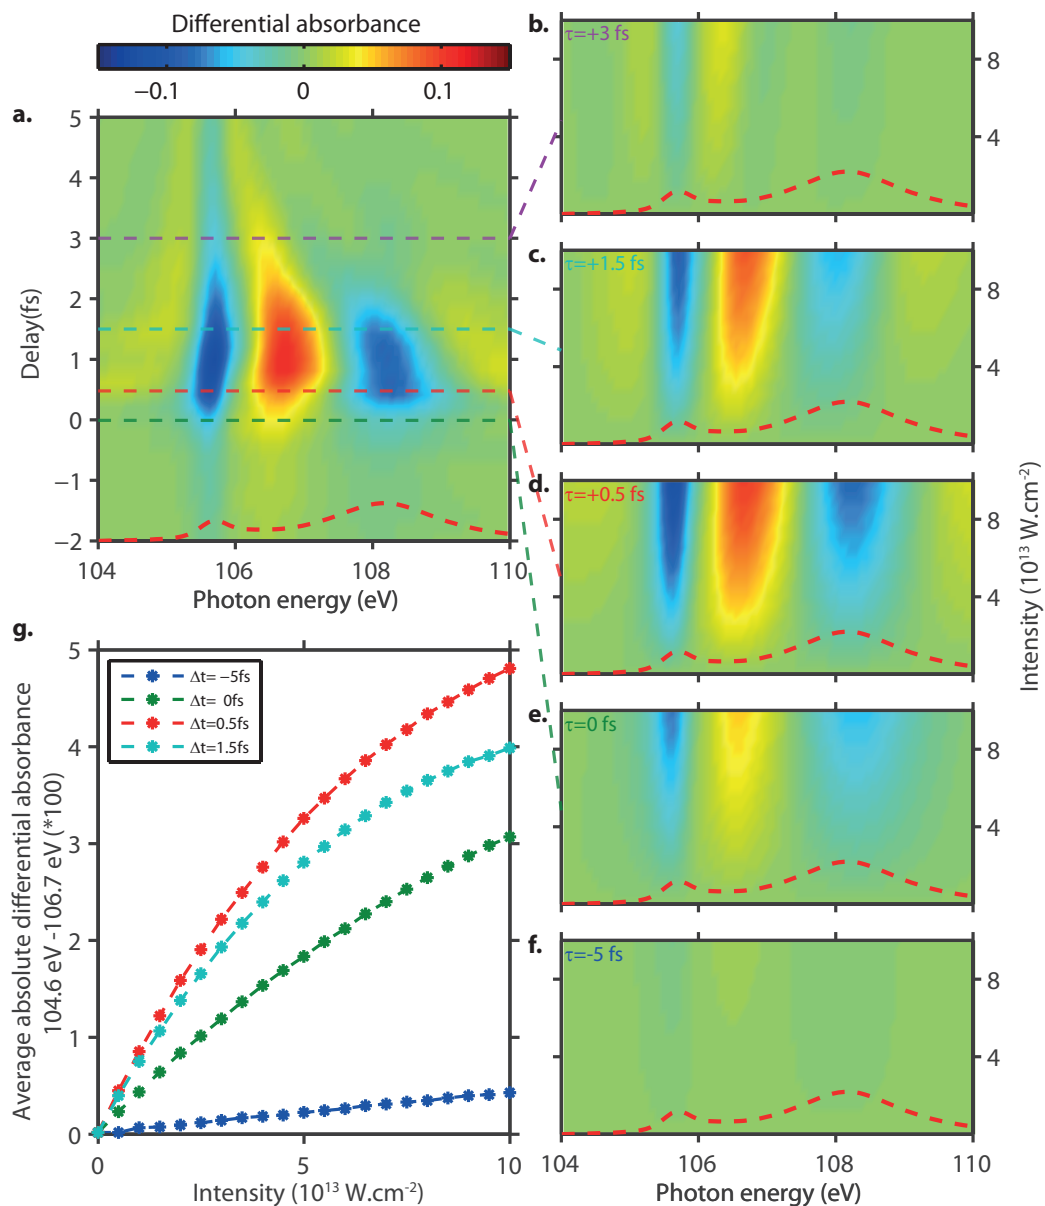 Differential absorbance
−0.1 0 0.1
a.
5
4
3
2
1
0
−1
−2
Delay(fs)
104 106 108 110
Photon energy (eV)
b.
τ=+3 fs
8
4
c.
τ=+1.5 fs
8
4
d.
τ=+0.5 fs
8
4
e.
τ=0 fs
8
4
f.
τ=-5 fs
8
4
104 106 108 110
Photon energy (eV)
Intensity (10¹³ W.cm⁻²)
g.
5
4
3
2
1
0
Average absolute differential absorbance
104.6 eV -106.7 eV (*100)
Δt= −5fs
Δt= 0fs
Δt=0.5fs
Δt=1.5fs
0 5 10
Intensity (10¹³ W.cm⁻²)